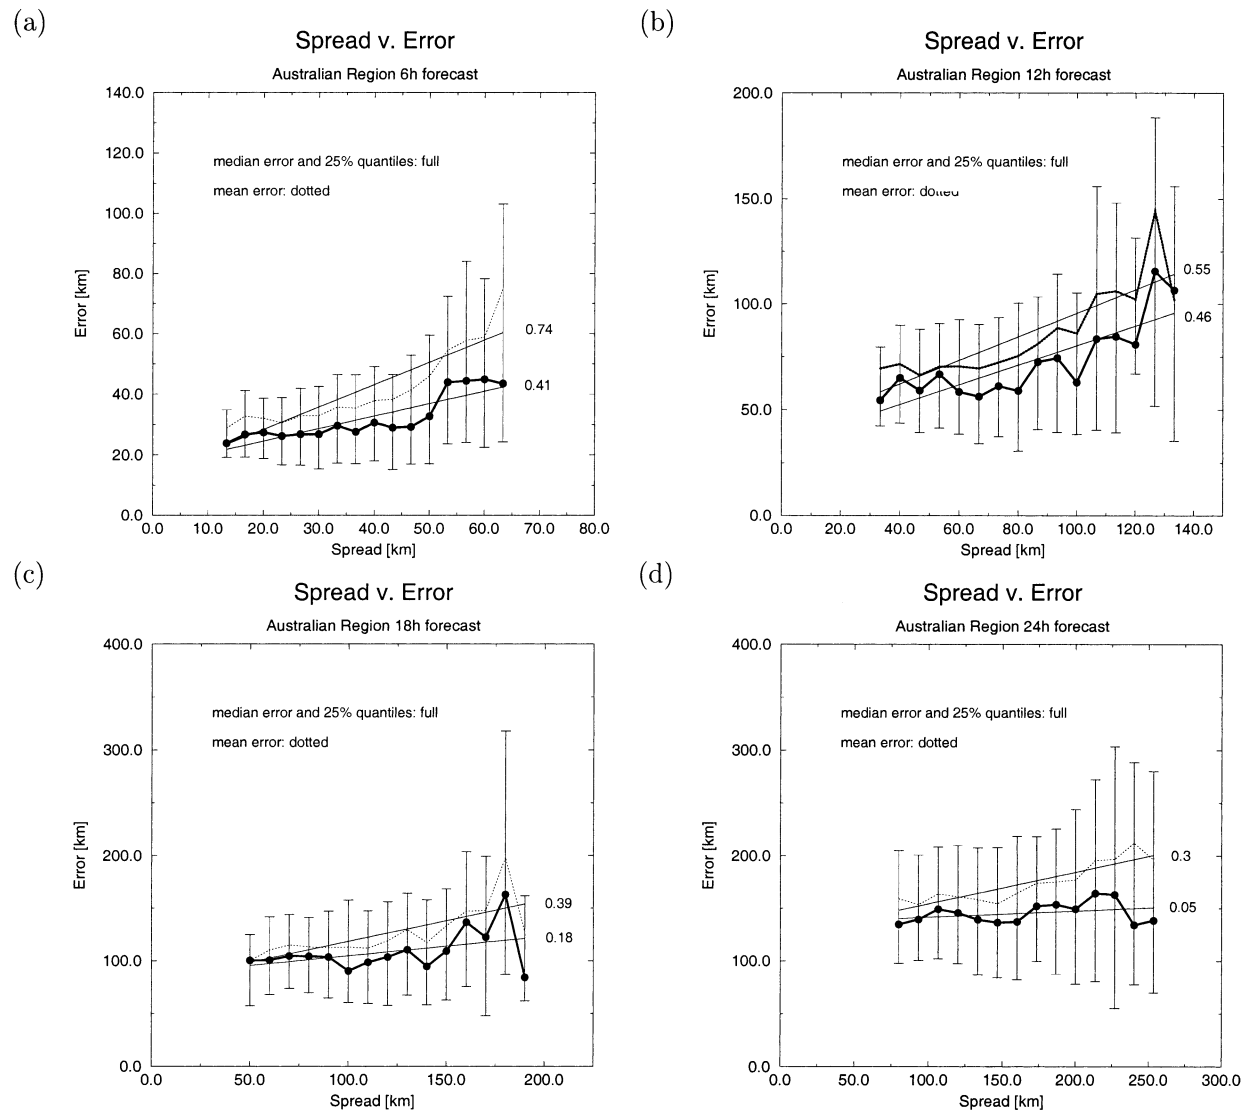 (a)
Spread v. Error
Australian Region 6h forecast
140.0
120.0
100.0
80.0
60.0
40.0
20.0
0.0
Error [km]
median error and 25% quantiles: full
mean error: dotted
0.74
0.41
0.0 10.0 20.0 30.0 40.0 50.0 60.0 70.0 80.0
Spread [km]
(b)
Spread v. Error
Australian Region 12h forecast
200.0
150.0
100.0
50.0
0.0
Error [km]
median error and 25% quantiles: full
mean error: dotted
0.55
0.46
0.0 20.0 40.0 60.0 80.0 100.0 120.0 140.0
Spread [km]
(c)
Spread v. Error
Australian Region 18h forecast
400.0
300.0
200.0
100.0
0.0
Error [km]
median error and 25% quantiles: full
mean error: dotted
0.39
0.18
0.0 50.0 100.0 150.0 200.0
Spread [km]
(d)
Spread v. Error
Australian Region 24h forecast
400.0
300.0
200.0
100.0
0.0
Error [km]
median error and 25% quantiles: full
mean error: dotted
0.3
0.05
0.0 50.0 100.0 150.0 200.0 250.0 300.0
Spread [km]